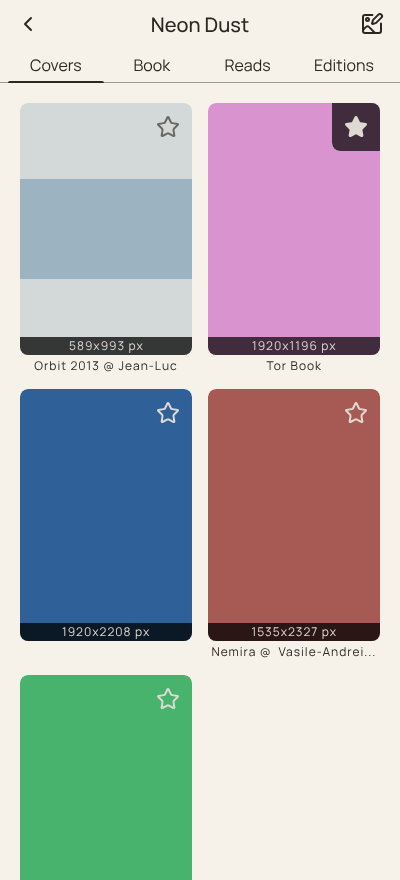 Neon Dust
Covers Book Reads Editions
589x993 px
1920x1196 px
Orbit 2013 @ Jean-Luc
Tor Book
1920x2208 px
1535x2327 px
Nemira @ Vasile-Andrei...